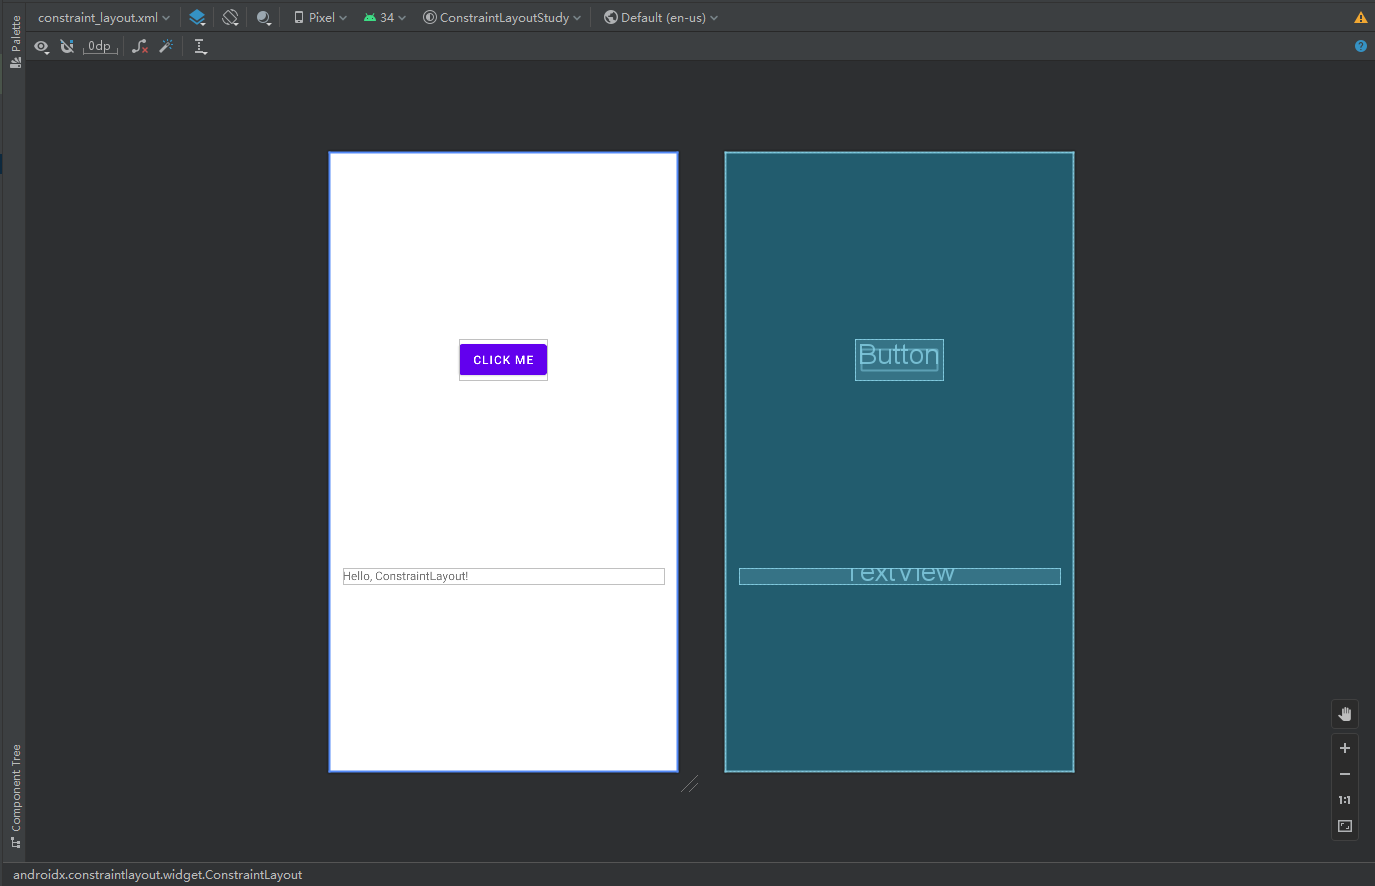 constraint_layout.xml
Pixel
34
ConstraintLayoutStudy
Default (en-us)
0dp
Palette
CLICK ME
Button
Hello, ConstraintLayout!
TextView
1:1
Component Tree
androidx.constraintlayout.widget.ConstraintLayout